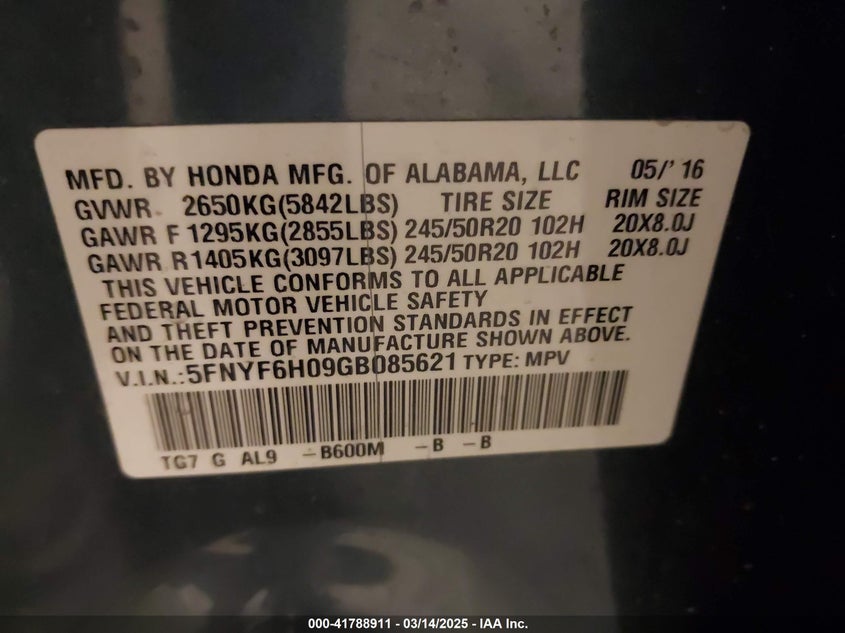 MFD. BY HONDA MFG. OF ALABAMA, LLC 05/' 16
GVWR 2650KG(5842LBS) TIRE SIZE RIM SIZE
GAWR F 1295KG(2855LBS) 245/50R20 102H 20X8.0J
GAWR R 1405KG(3097LBS) 245/50R20 102H 20X8.0J
THIS VEHICLE CONFORMS TO ALL APPLICABLE
FEDERAL MOTOR VEHICLE SAFETY
AND THEFT PREVENTION STANDARDS IN EFFECT
ON THE DATE OF MANUFACTURE SHOWN ABOVE.
V.I.N.:5FNYF6H09GB085621 TYPE: MPV
TG7 G AL9 -B600M -B -B
000-41788911 - 03/14/2025 - IAA Inc.